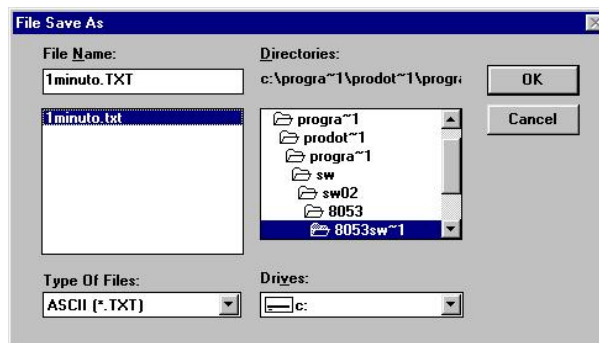 File Save As
File Name:
1minuto.TXT
1minuto.txt
Type Of Files:
ASCII (*.TXT)
Directories:
c:\progra~1\prodot~1\progra
progra~1
prodot~1
progra~1
sw
sw02
8053
8053sw~1
Drives:
c:
OK
Cancel